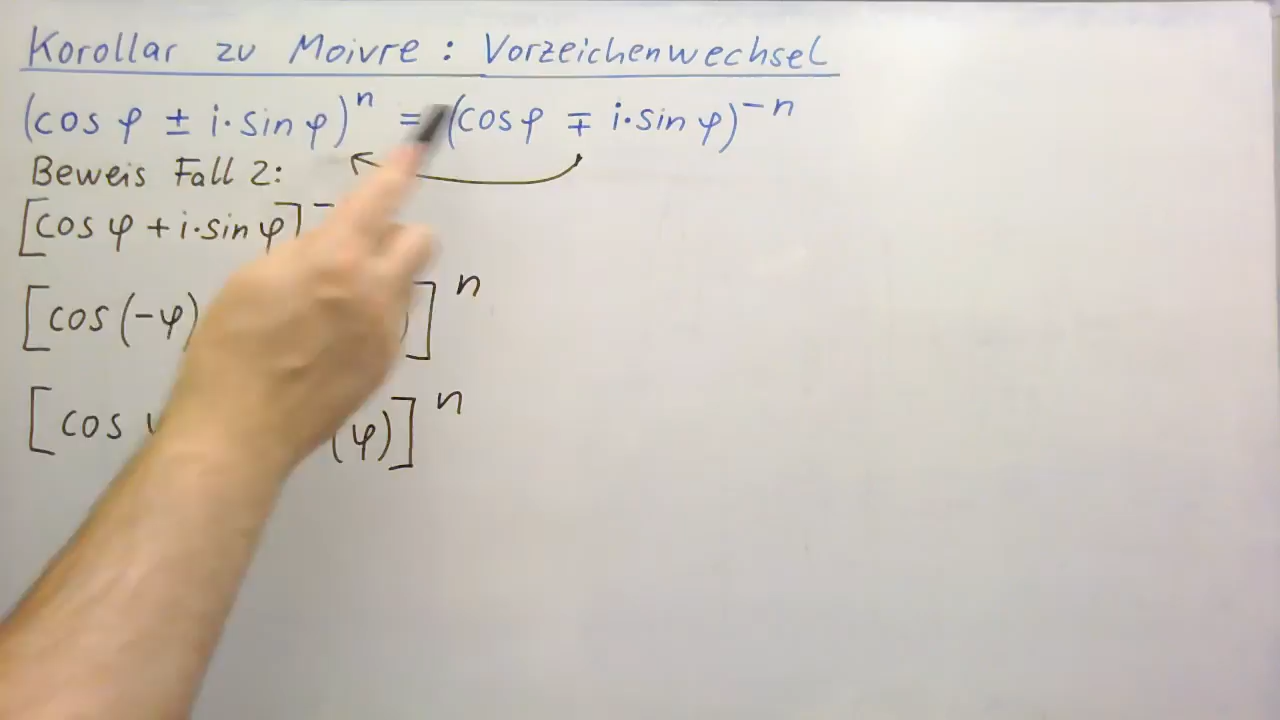 Korollar zu Moivre : Vorzeichenwechsel
(cos φ ± i·sin φ)ⁿ = (cos φ ∓ i·sin φ)⁻ⁿ
Beweis Fall 2:
[cos φ + i·sin φ]⁻
[cos (-φ) )]ⁿ
[cos (φ)]ⁿ